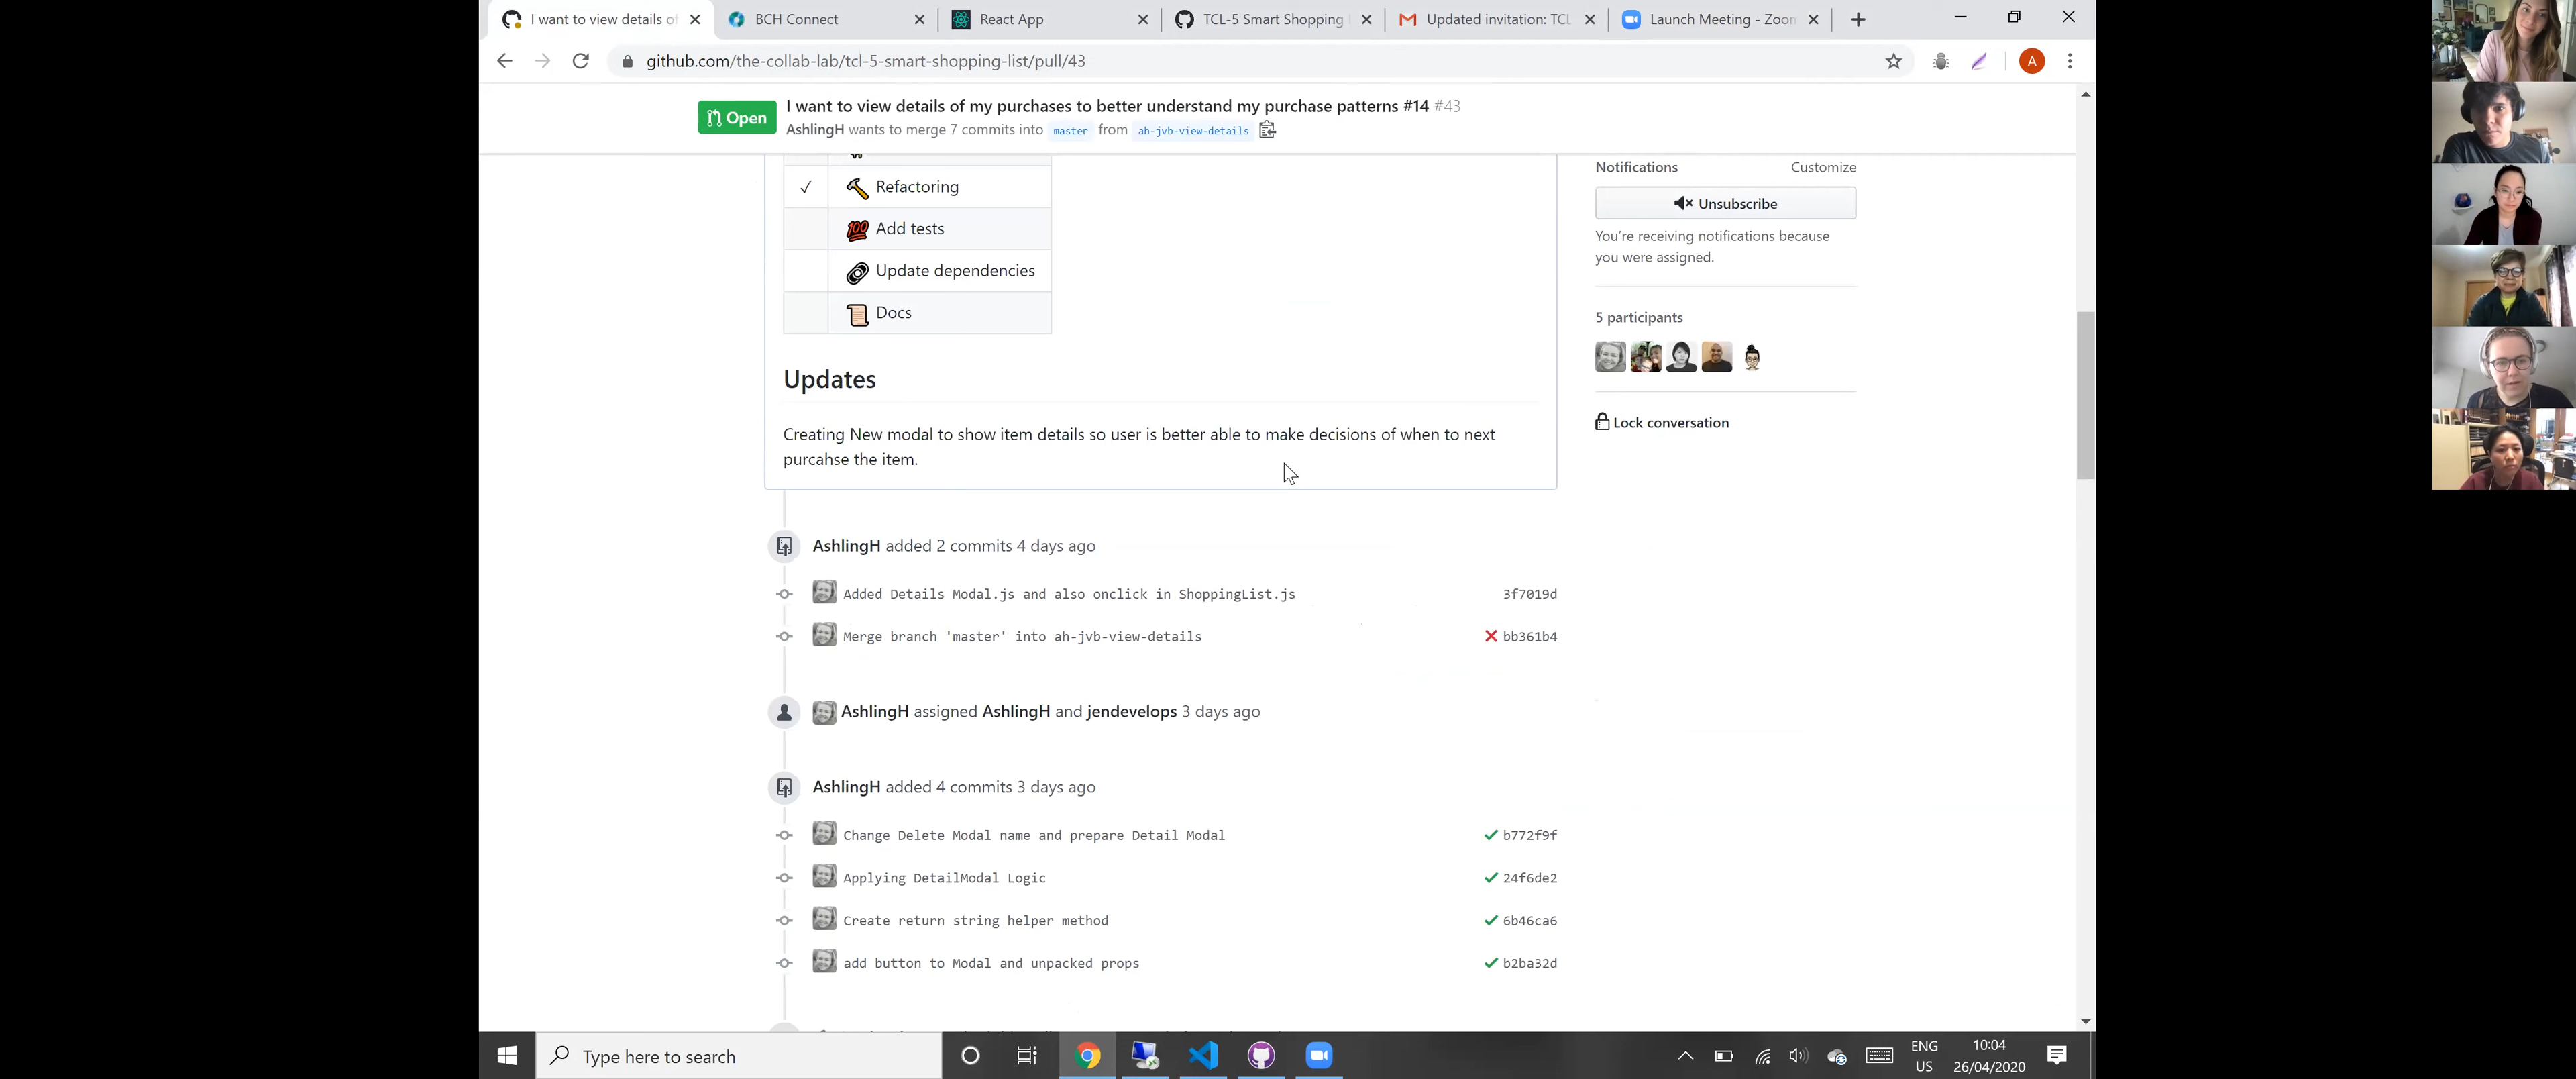 I want to view details of
BCH Connect
React App
TCL-5 Smart Shopping
Updated invitation: TCL
Launch Meeting - Zoom
github.com/the-collab-lab/tcl-5-smart-shopping-list/pull/43
A
Open
I want to view details of my purchases to better understand my purchase patterns #14 #43
AshlingH wants to merge 7 commits into master from ah-jvb-view-details
✓ Refactoring
Add tests
Update dependencies
Docs
Updates
Creating New modal to show item details so user is better able to make decisions of when to next
purcahse the item.
Notifications Customize
Unsubscribe
You're receiving notifications because
you were assigned.
5 participants
Lock conversation
AshlingH added 2 commits 4 days ago
Added Details Modal.js and also onclick in ShoppingList.js 3f7019d
Merge branch 'master' into ah-jvb-view-details bb361b4
AshlingH assigned AshlingH and jendevelops 3 days ago
AshlingH added 4 commits 3 days ago
Change Delete Modal name and prepare Detail Modal b772f9f
Applying DetailModal Logic 24f6de2
Create return string helper method 6b46ca6
add button to Modal and unpacked props b2ba32d
Type here to search
ENG
US
10:04
26/04/2020